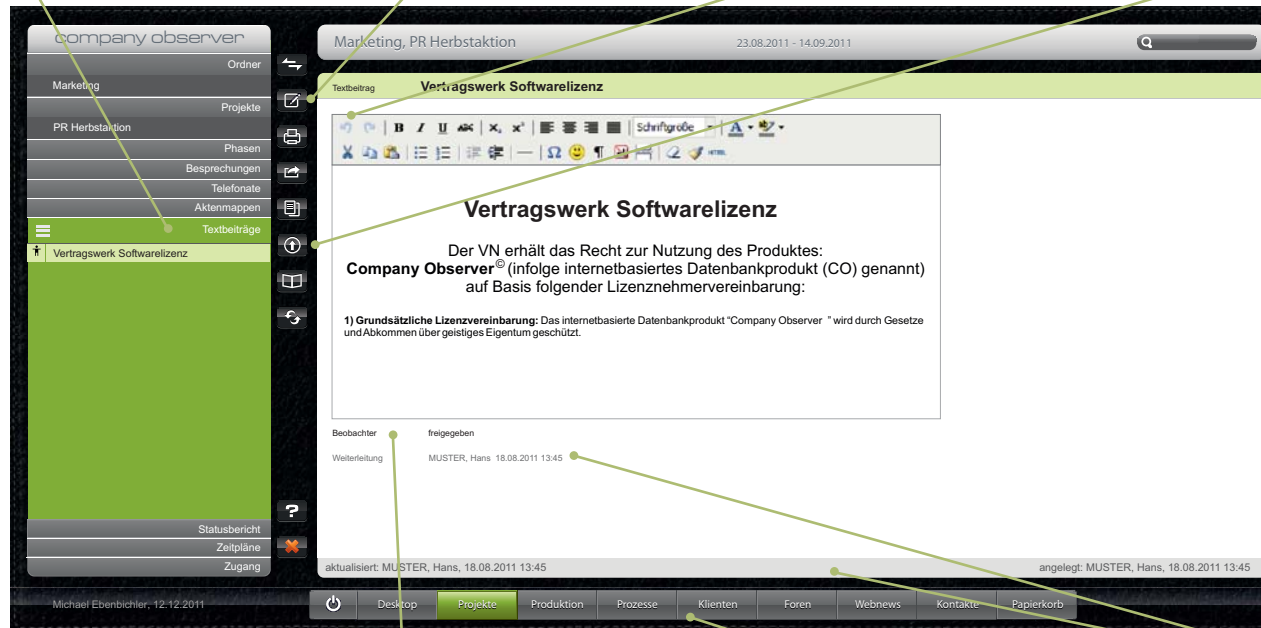 company observer
Ordner
Marketing
Projekte
PR Herbstaktion
Phasen
Besprechungen
Telefonate
Aktenmappen
Textbeiträge
Vertragswerk Softwarelizenz
Statusbericht
Zeitpläne
Zugang
Michael Ebenbichler, 12.12.2011
Marketing, PR Herbstaktion 23.08.2011 - 14.09.2011
Textbeitrag Vertragswerk Softwarelizenz
B I U ABC x, x² Schriftgroße A ab
Ω ¶ HTML
Vertragswerk Softwarelizenz
Der VN erhält das Recht zur Nutzung des Produktes:
Company Observer© (infolge internetbasiertes Datenbankprodukt (CO) genannt)
auf Basis folgender Lizenznehmervereinbarung:
1) Grundsätzliche Lizenzvereinbarung: Das internetbasierte Datenbankprodukt “Company Observer ” wird durch Gesetze
und Abkommen über geistiges Eigentum geschützt.
Beobachter freigegeben
Weiterleitung MUSTER, Hans 18.08.2011 13:45
aktualisiert: MUSTER, Hans, 18.08.2011 13:45 angelegt: MUSTER, Hans, 18.08.2011 13:45
Desktop Projekte Produktion Prozesse Klienten Foren Webnews Kontakte Papierkorb